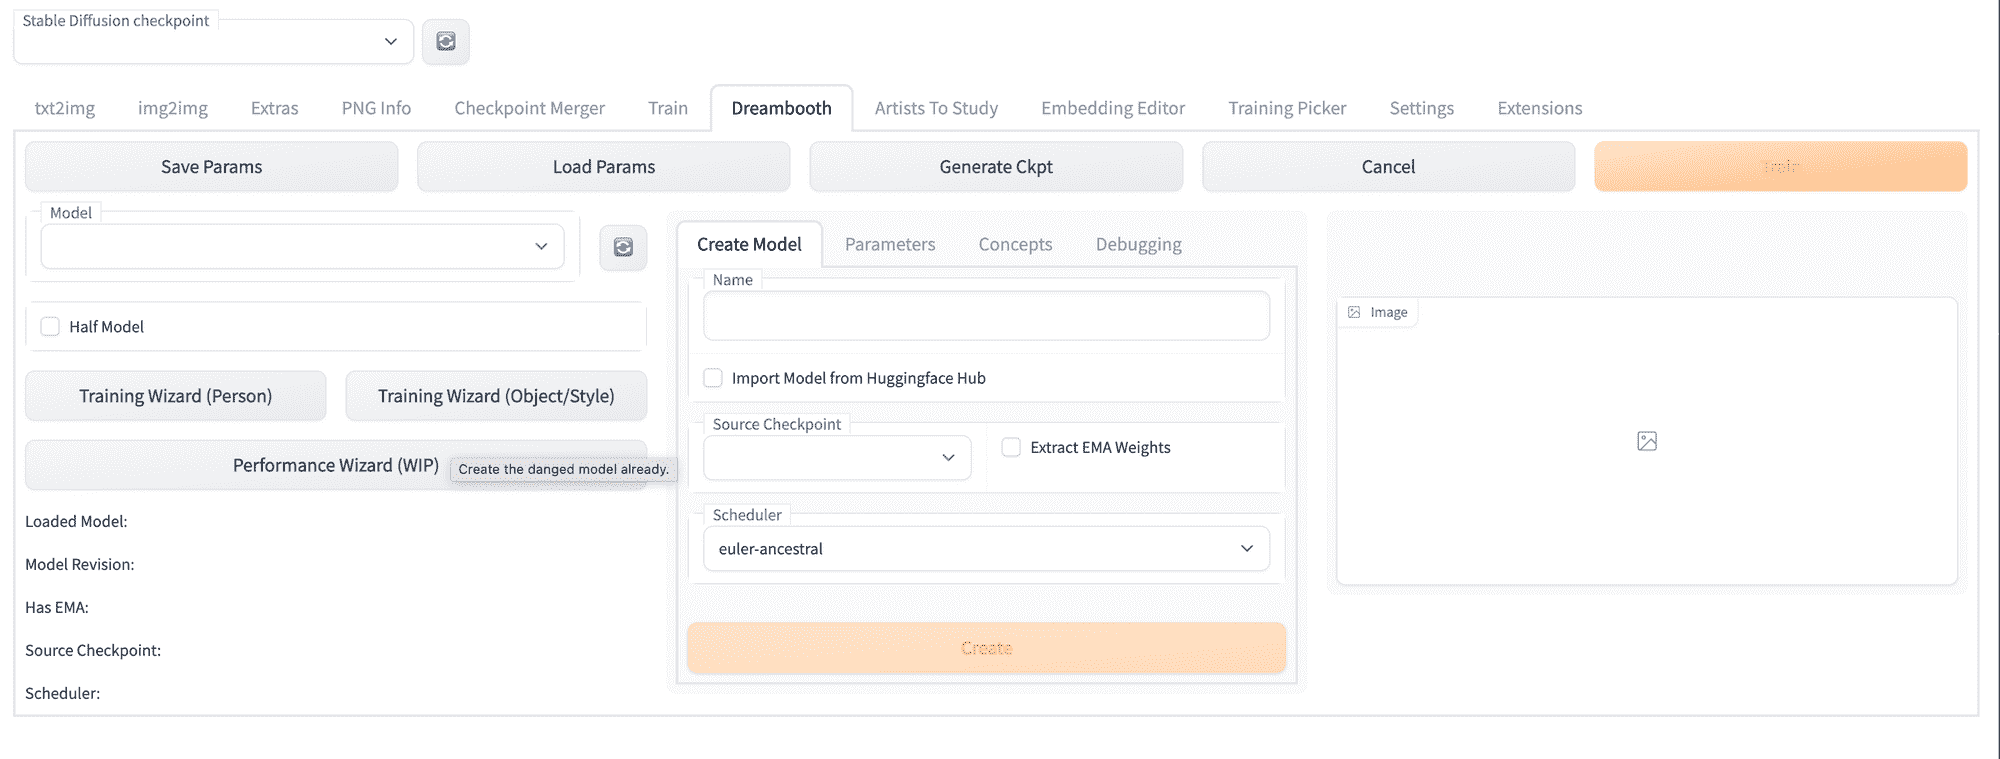 Stable Diffusion checkpoint
txt2img img2img Extras PNG Info Checkpoint Merger Train Dreambooth Artists To Study Embedding Editor Training Picker Settings Extensions
Save Params Load Params Generate Ckpt Cancel Train
Model
Half Model
Training Wizard (Person) Training Wizard (Object/Style)
Performance Wizard (WIP)
Create the danged model already.
Loaded Model:
Model Revision:
Has EMA:
Source Checkpoint:
Scheduler:
Create Model Parameters Concepts Debugging
Name
Import Model from Huggingface Hub
Source Checkpoint
Extract EMA Weights
Scheduler
euler-ancestral
Create
Image